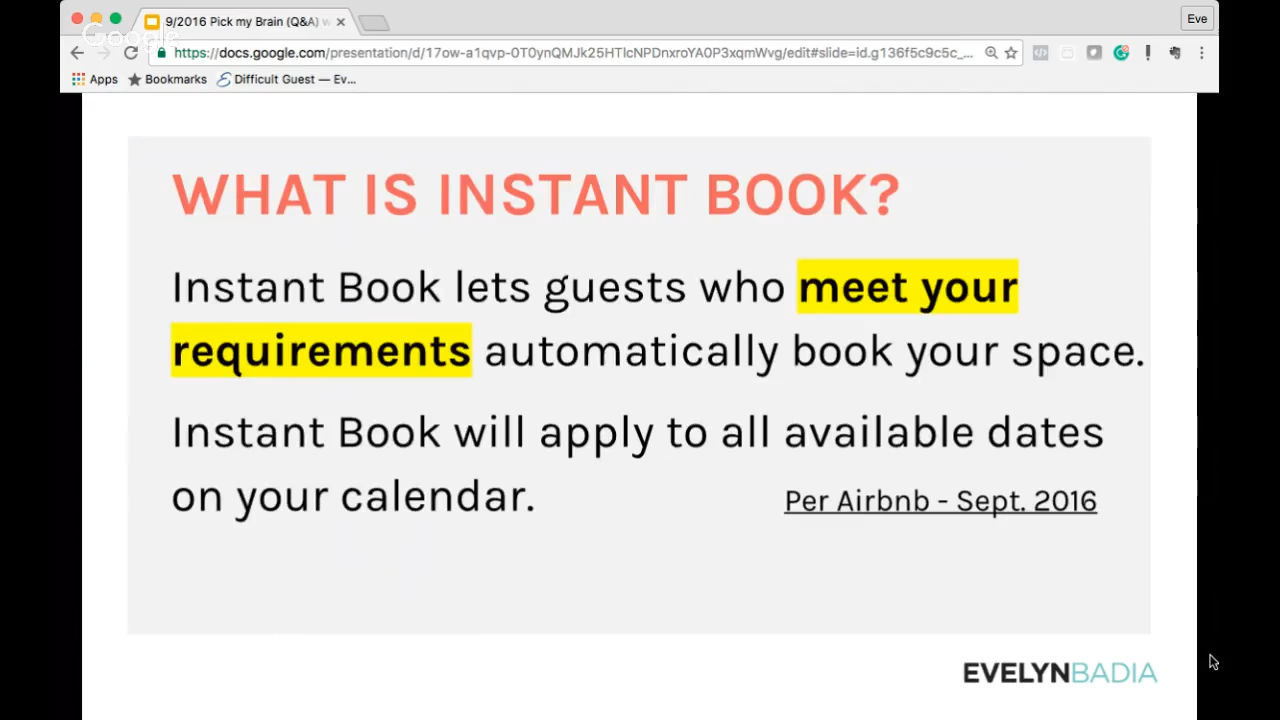 9/2016 Pick my Brain (Q&A) w
Eve
Google
https://docs.google.com/presentation/d/17ow-a1qvp-0T0ynQMJk25HTlcNPDnxroYA0P3xqmWvg/edit#slide=id.g136f5c9c5c_...
Apps Bookmarks Difficult Guest — Ev...
WHAT IS INSTANT BOOK?
Instant Book lets guests who meet your
requirements automatically book your space.
Instant Book will apply to all available dates
on your calendar.
Per Airbnb - Sept. 2016
EVELYNBADIA